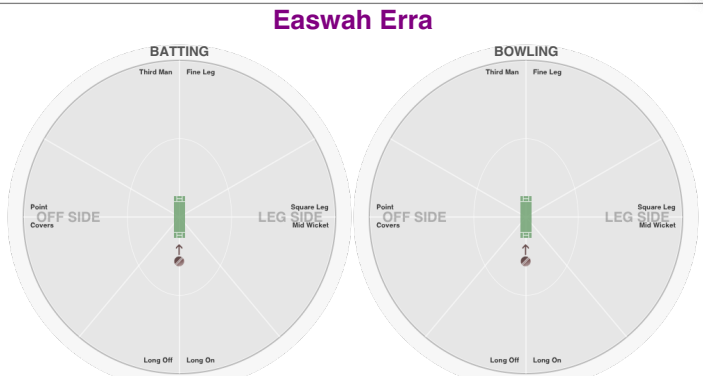 Easwah Erra
BATTING
Third Man Fine Leg
Point
OFF SIDE
Covers
Square Leg
LEG SIDE
Mid Wicket
Long Off Long On
BOWLING
Third Man Fine Leg
Point
OFF SIDE
Covers
Square Leg
LEG SIDE
Mid Wicket
Long Off Long On